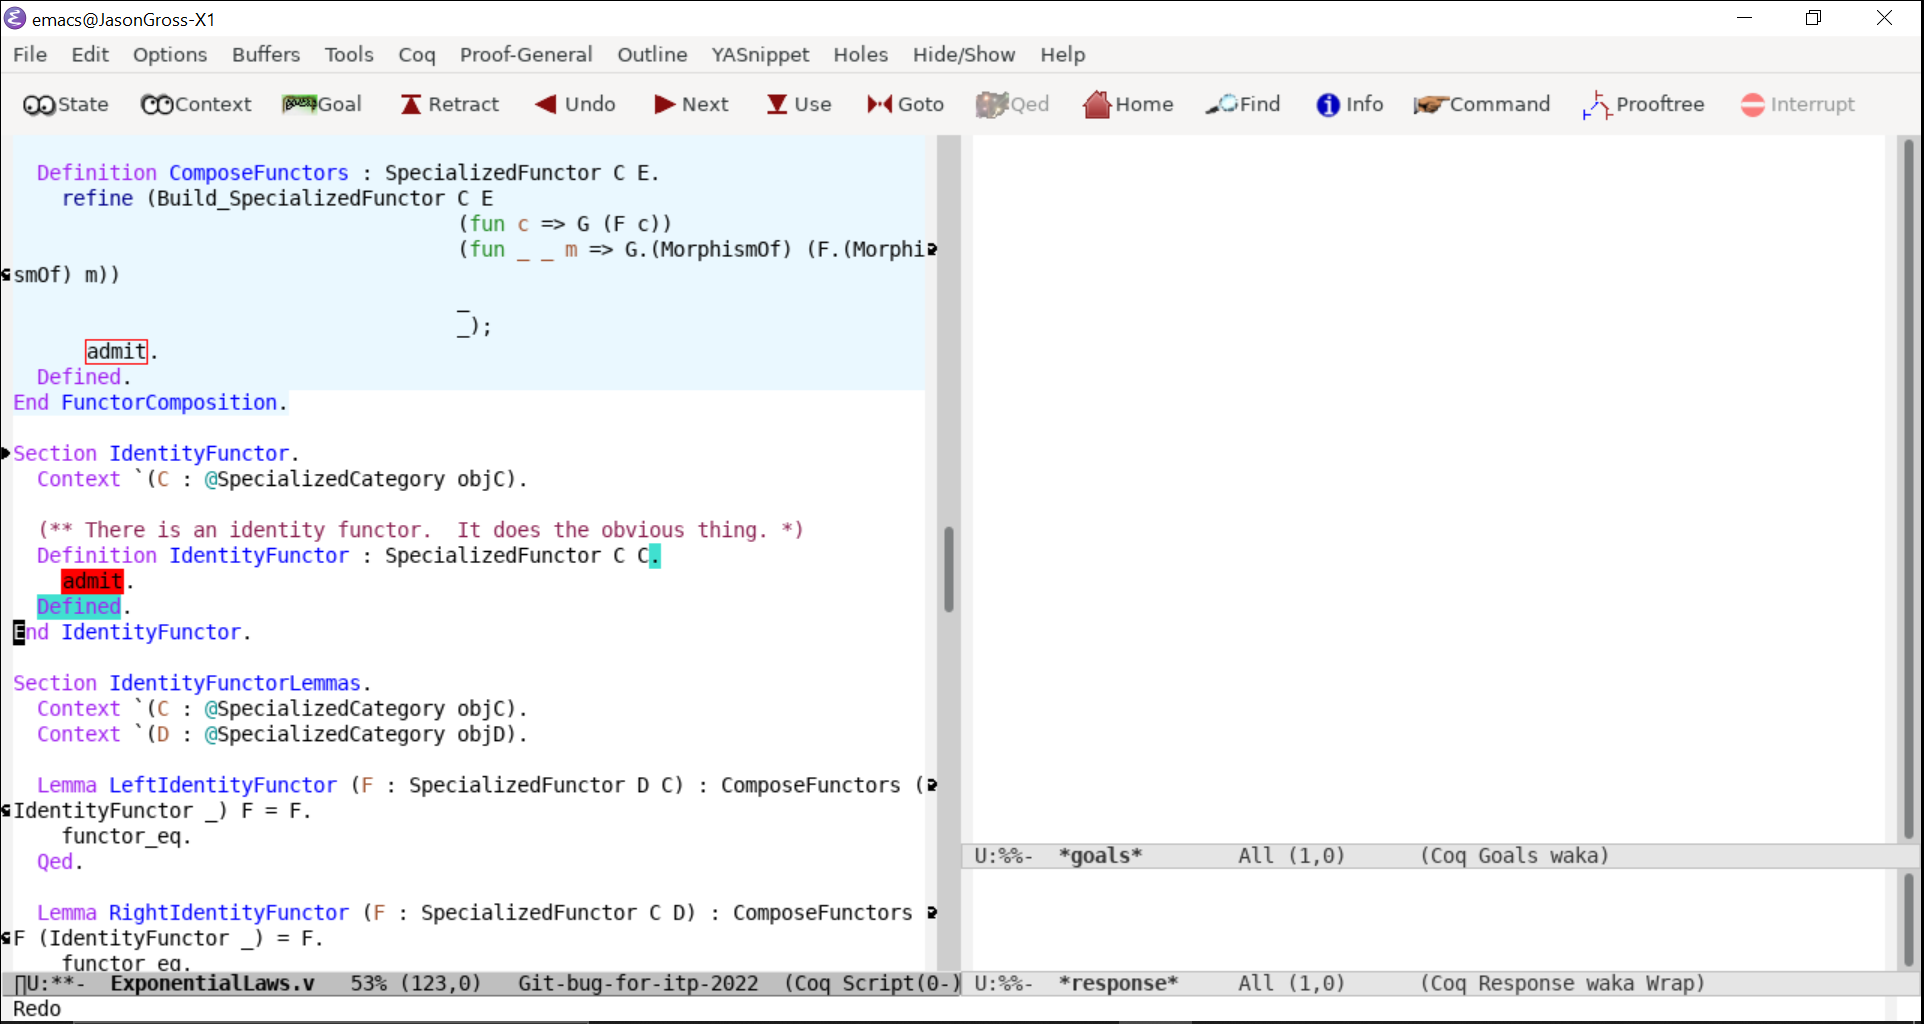 emacs@JasonGross-X1
File Edit Options Buffers Tools Coq Proof-General Outline YASnippet Holes Hide/Show Help
State Context Goal Retract Undo Next Use Goto Qed Home Find Info Command Prooftree Interrupt
Definition ComposeFunctors : SpecializedFunctor C E.
refine (Build_SpecializedFunctor C E
(fun c => G (F c))
(fun _ _ m => G.(MorphismOf) (F.(Morphi
smOf) m))
_
_);
admit.
Defined.
End FunctorComposition.
Section IdentityFunctor.
Context `(C : @SpecializedCategory objC).
(** There is an identity functor.  It does the obvious thing. *)
Definition IdentityFunctor : SpecializedFunctor C C.
admit.
Defined.
End IdentityFunctor.
Section IdentityFunctorLemmas.
Context `(C : @SpecializedCategory objC).
Context `(D : @SpecializedCategory objD).
Lemma LeftIdentityFunctor (F : SpecializedFunctor D C) : ComposeFunctors (
IdentityFunctor _) F = F.
functor_eq.
Qed.
Lemma RightIdentityFunctor (F : SpecializedFunctor C D) : ComposeFunctors
F (IdentityFunctor _) = F.
functor_eq.
U:**-  ExponentialLaws.v   53% (123,0)   Git-bug-for-itp-2022  (Coq Script(0-)
U:%%-  *goals*        All (1,0)      (Coq Goals waka)
U:%%-  *response*     All (1,0)      (Coq Response waka Wrap)
Redo